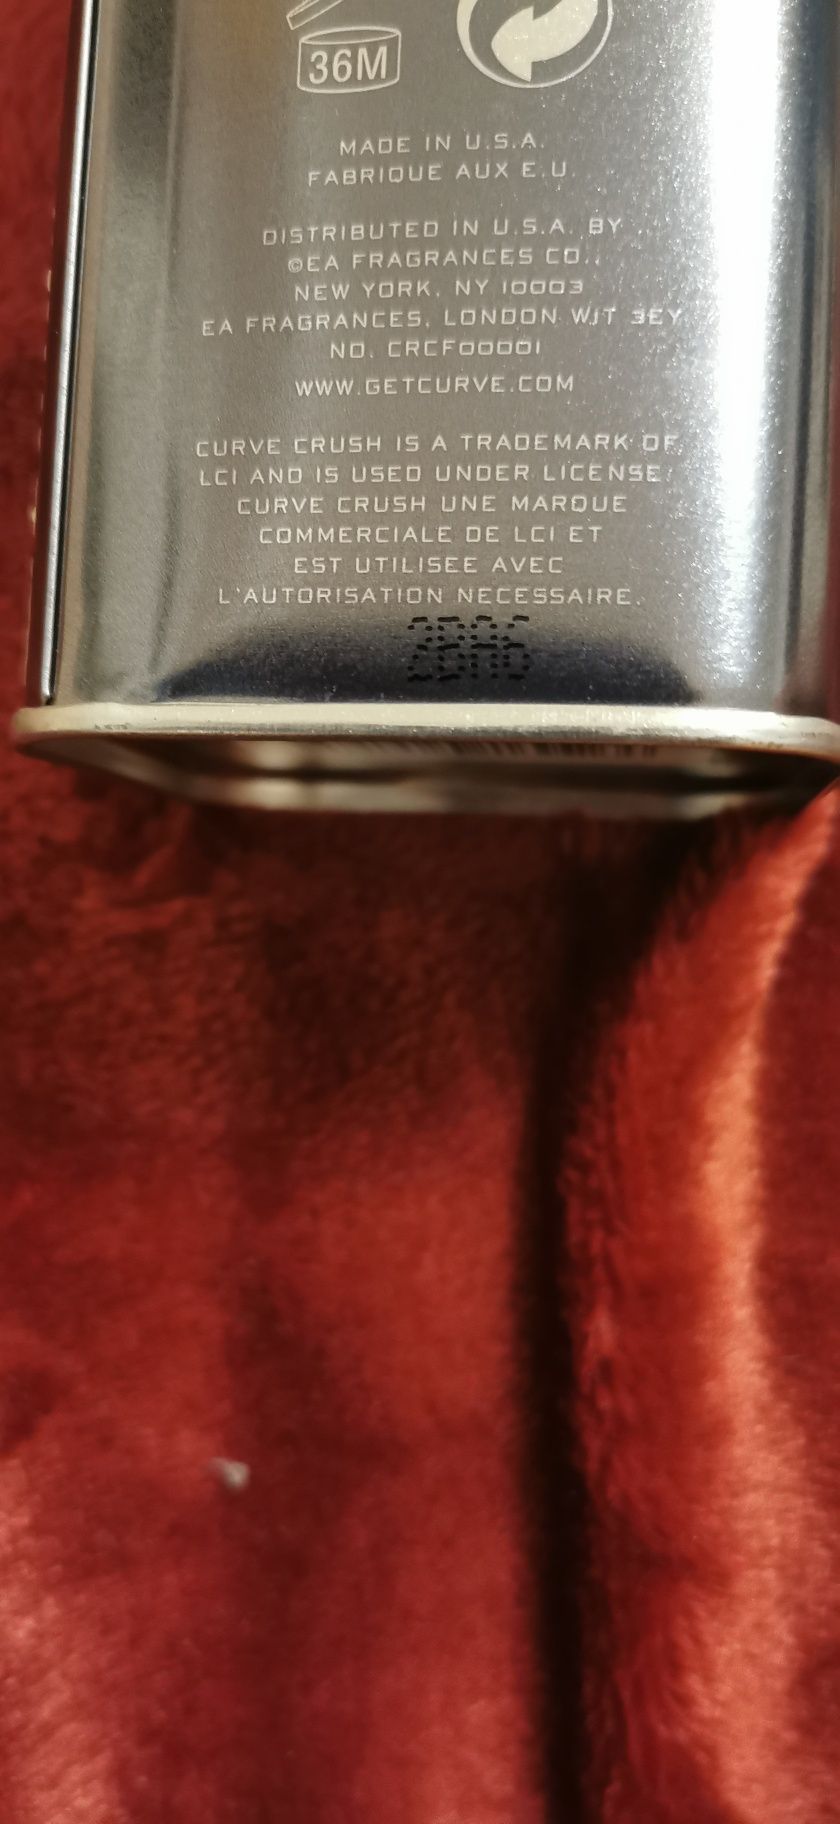 36M
MADE IN U.S.A.
FABRIQUE AUX E.U.
DISTRIBUTED IN U.S.A. BY
©EA FRAGRANCES CO.,
NEW YORK, NY 10003
EA FRAGRANCES, LONDON W1T 3EY
NO. CRCF00001
WWW.GETCURVE.COM
CURVE CRUSH IS A TRADEMARK OF
LCI AND IS USED UNDER LICENSE.
CURVE CRUSH UNE MARQUE
COMMERCIALE DE LCI ET
EST UTILISEE AVEC
L'AUTORISATION NECESSAIRE.
2BA6